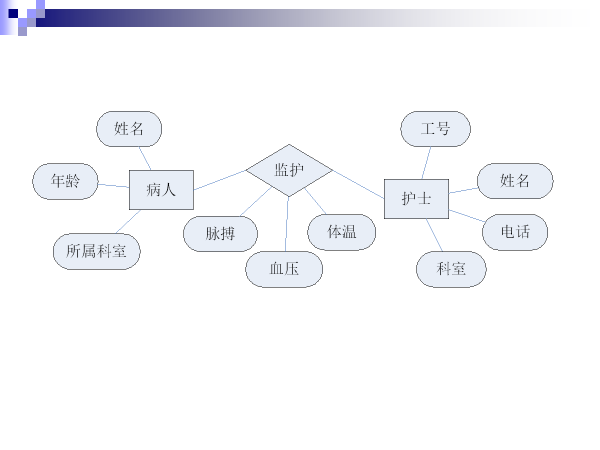 姓名
工号
监护
年龄
病人
姓名
护士
脉搏
体温
电话
所属科室
血压
科室